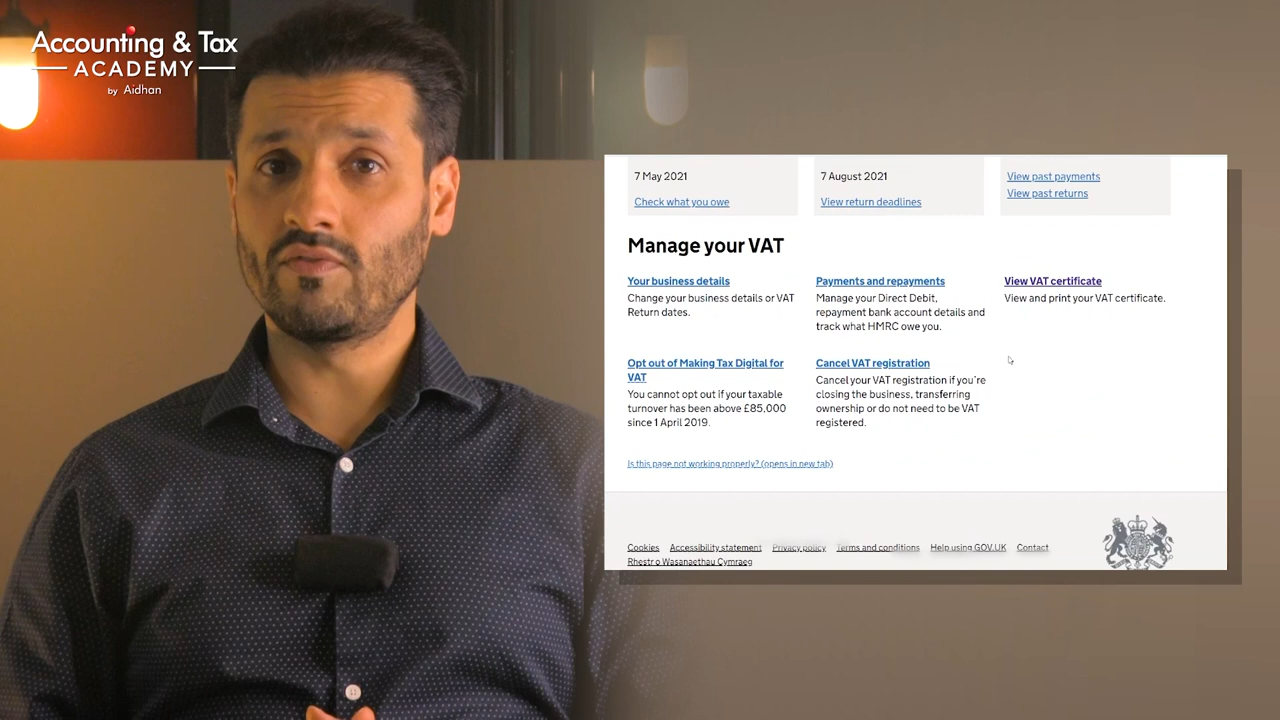 Accounting & Tax
ACADEMY
by Aidhan
7 May 2021
Check what you owe
7 August 2021
View return deadlines
View past payments
View past returns
Manage your VAT
Your business details
Change your business details or VAT
Return dates.
Payments and repayments
Manage your Direct Debit,
repayment bank account details and
track what HMRC owe you.
View VAT certificate
View and print your VAT certificate.
Opt out of Making Tax Digital for
VAT
You cannot opt out if your taxable
turnover has been above £85,000
since 1 April 2019.
Cancel VAT registration
Cancel your VAT registration if you're
closing the business, transferring
ownership or do not need to be VAT
registered.
Is this page not working properly? (opens in new tab)
Cookies Accessibility statement Privacy policy Terms and conditions Help using GOV.UK Contact
Rhestr o Wasanaethau Cymraeg